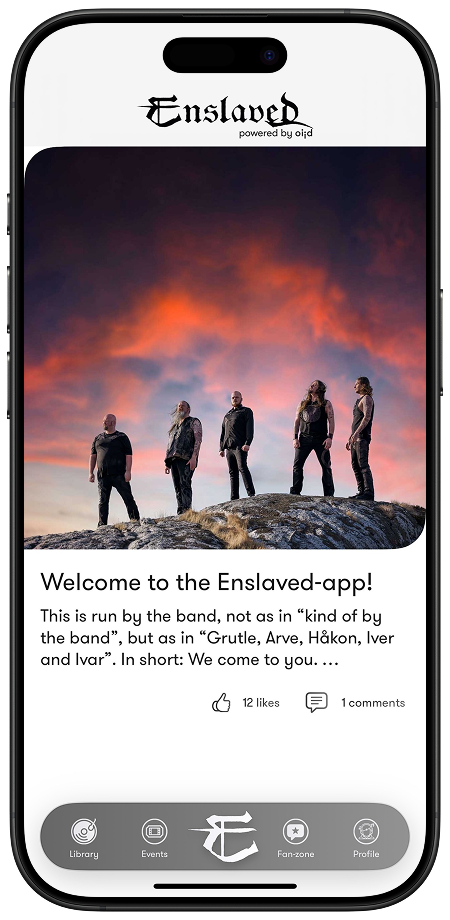 Enslaved
powered by oi;d
Welcome to the Enslaved-app!
This is run by the band, not as in “kind of by
the band”, but as in “Grutle, Arve, Håkon, Iver
and Ivar”. In short: We come to you. ...
12 likes 1 comments
E
Library Events Fan-zone Profile